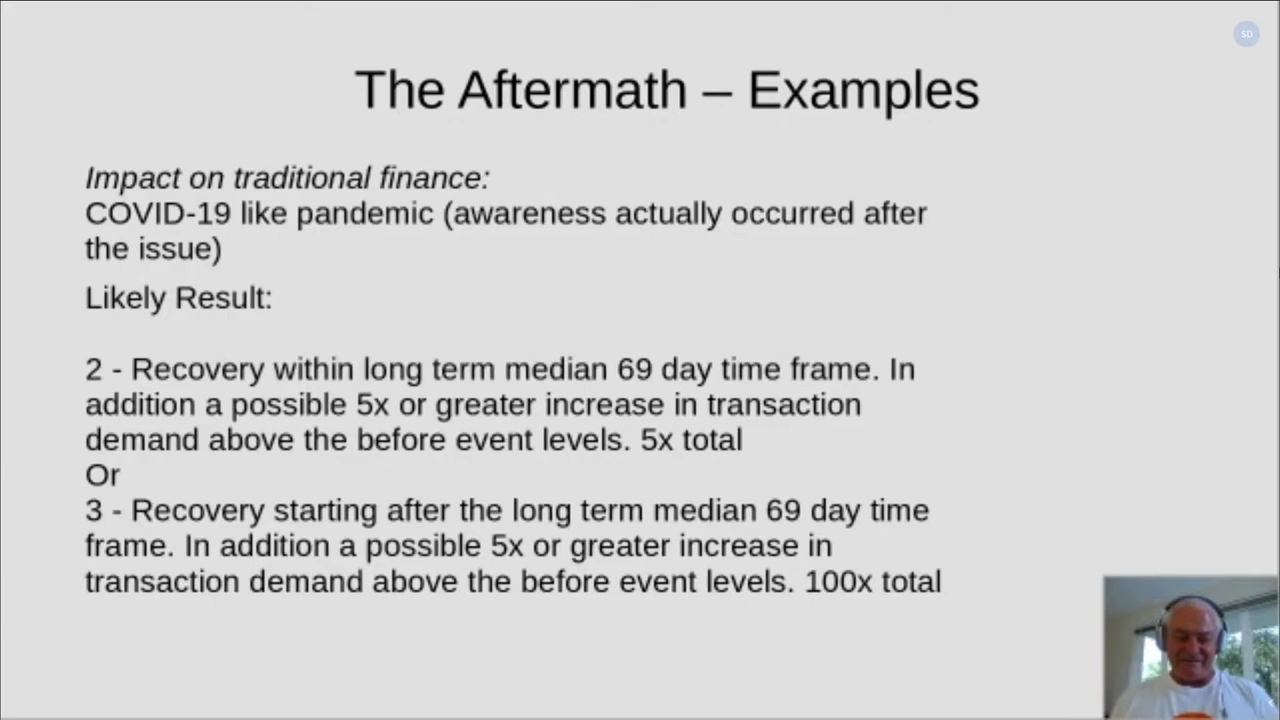 SD
The Aftermath – Examples
Impact on traditional finance:
COVID-19 like pandemic (awareness actually occurred after
the issue)
Likely Result:
2 - Recovery within long term median 69 day time frame. In
addition a possible 5x or greater increase in transaction
demand above the before event levels. 5x total
Or
3 - Recovery starting after the long term median 69 day time
frame. In addition a possible 5x or greater increase in
transaction demand above the before event levels. 100x total